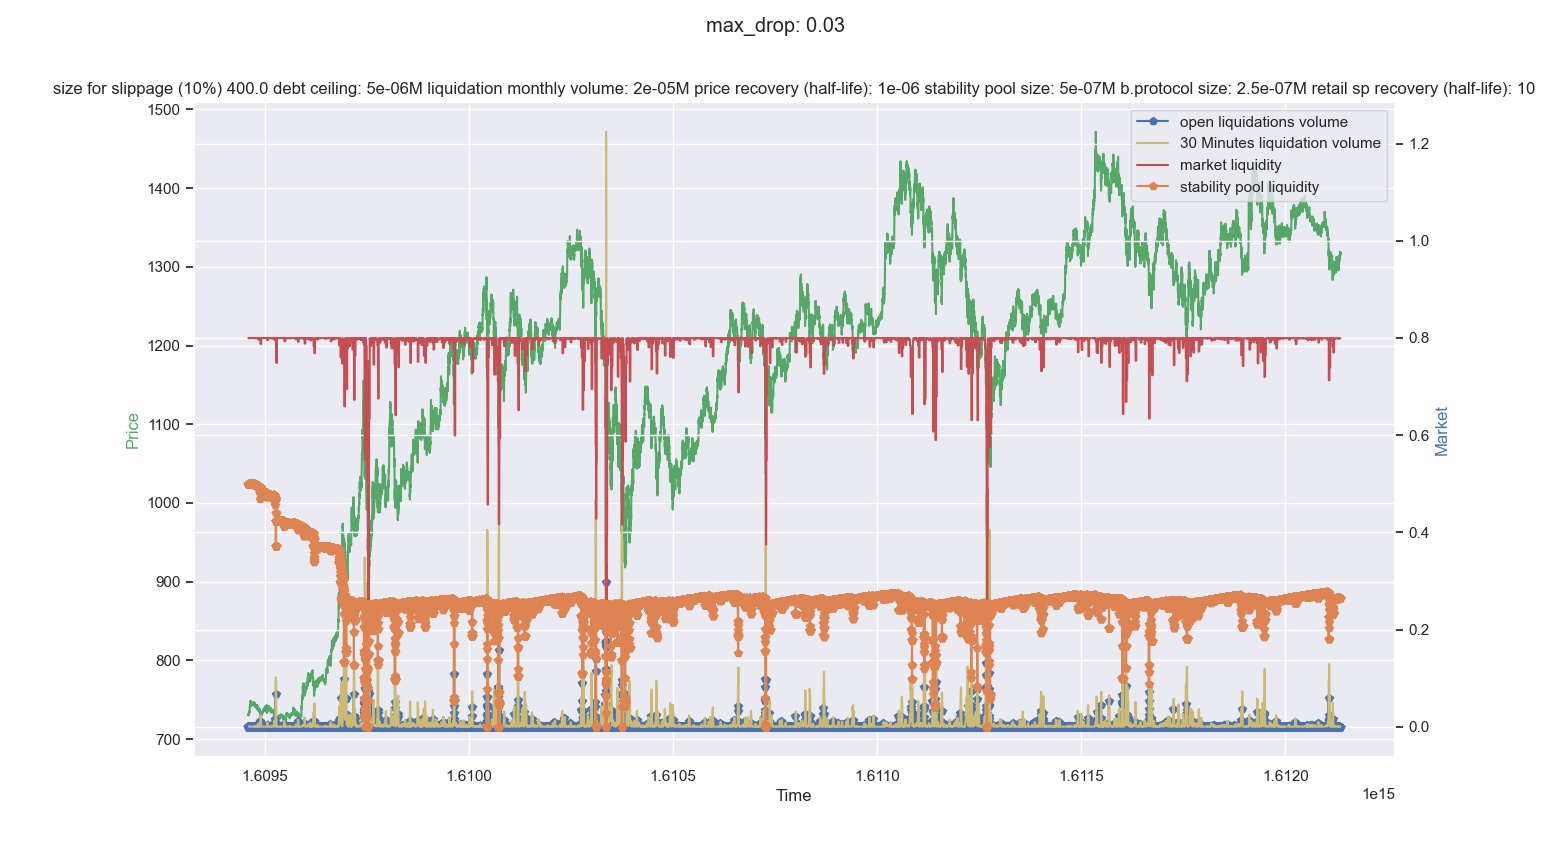 max_drop: 0.03
size for slippage (10%) 400.0 debt ceiling: 5e-06M liquidation monthly volume: 2e-05M price recovery (half-life): 1e-06 stability pool size: 5e-07M b.protocol size: 2.5e-07M retail sp recovery (half-life): 10
open liquidations volume
30 Minutes liquidation volume
market liquidity
stability pool liquidity
1500
1400
1300
1200
1100
1000
900
800
700
Price
1.2
1.0
0.8
0.6
0.4
0.2
0.0
Market
1.6095
1.6100
1.6105
1.6110
1.6115
1.6120
1e15
Time